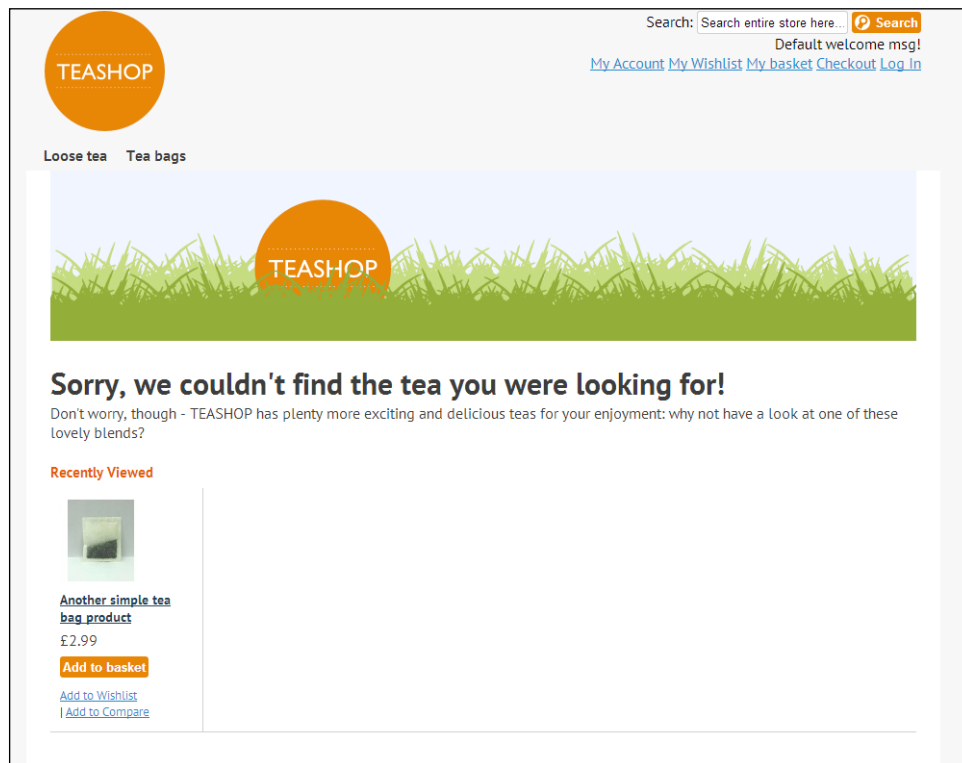 TEASHOP
Search: Search entire store here... Search
Default welcome msg!
My Account My Wishlist My basket Checkout Log In
Loose tea Tea bags
TEASHOP
Sorry, we couldn't find the tea you were looking for!
Don't worry, though - TEASHOP has plenty more exciting and delicious teas for your enjoyment: why not have a look at one of these
lovely blends?
Recently Viewed
Another simple tea
bag product
£2.99
Add to basket
Add to Wishlist
| Add to Compare